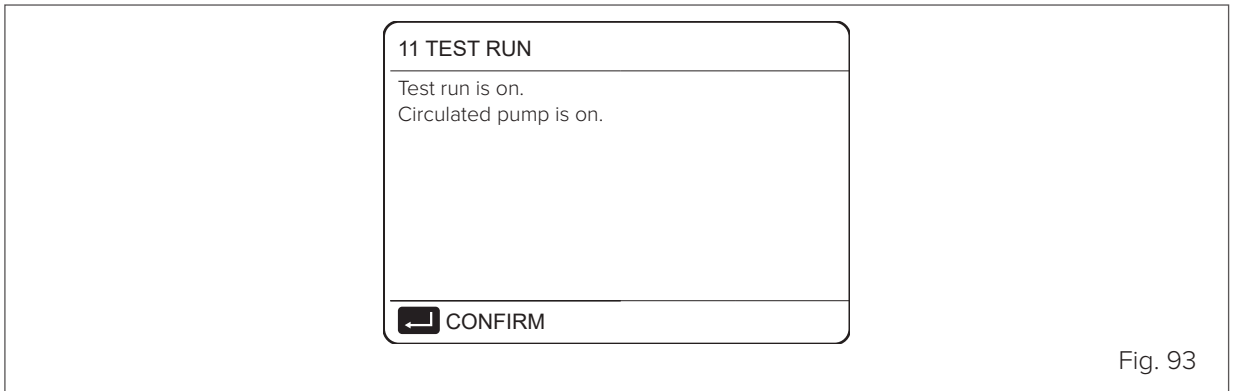 11 TEST RUN
Test run is on.
Circulated pump is on.
CONFIRM
Fig. 93